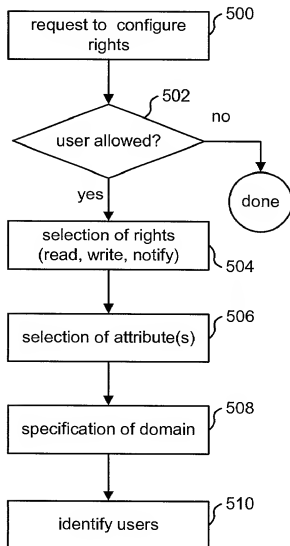 request to configure
rights
500
502
user allowed?
no
yes
done
selection of rights
(read, write, notify)
504
selection of attribute(s)
506
specification of domain
508
identify users
510